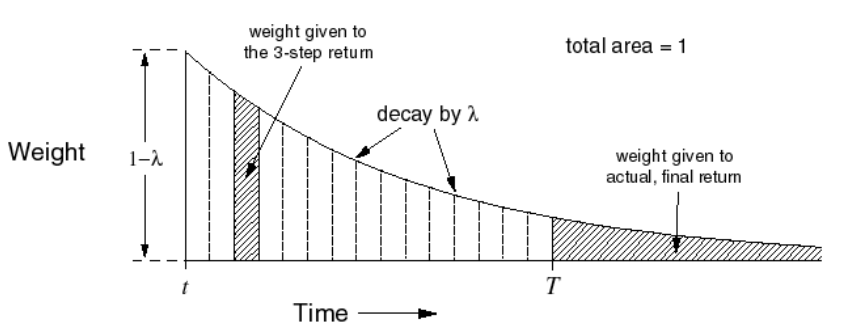 weight given to
the 3-step return
total area = 1
decay by λ
Weight
1−λ
weight given to
actual, final return
t
T
Time